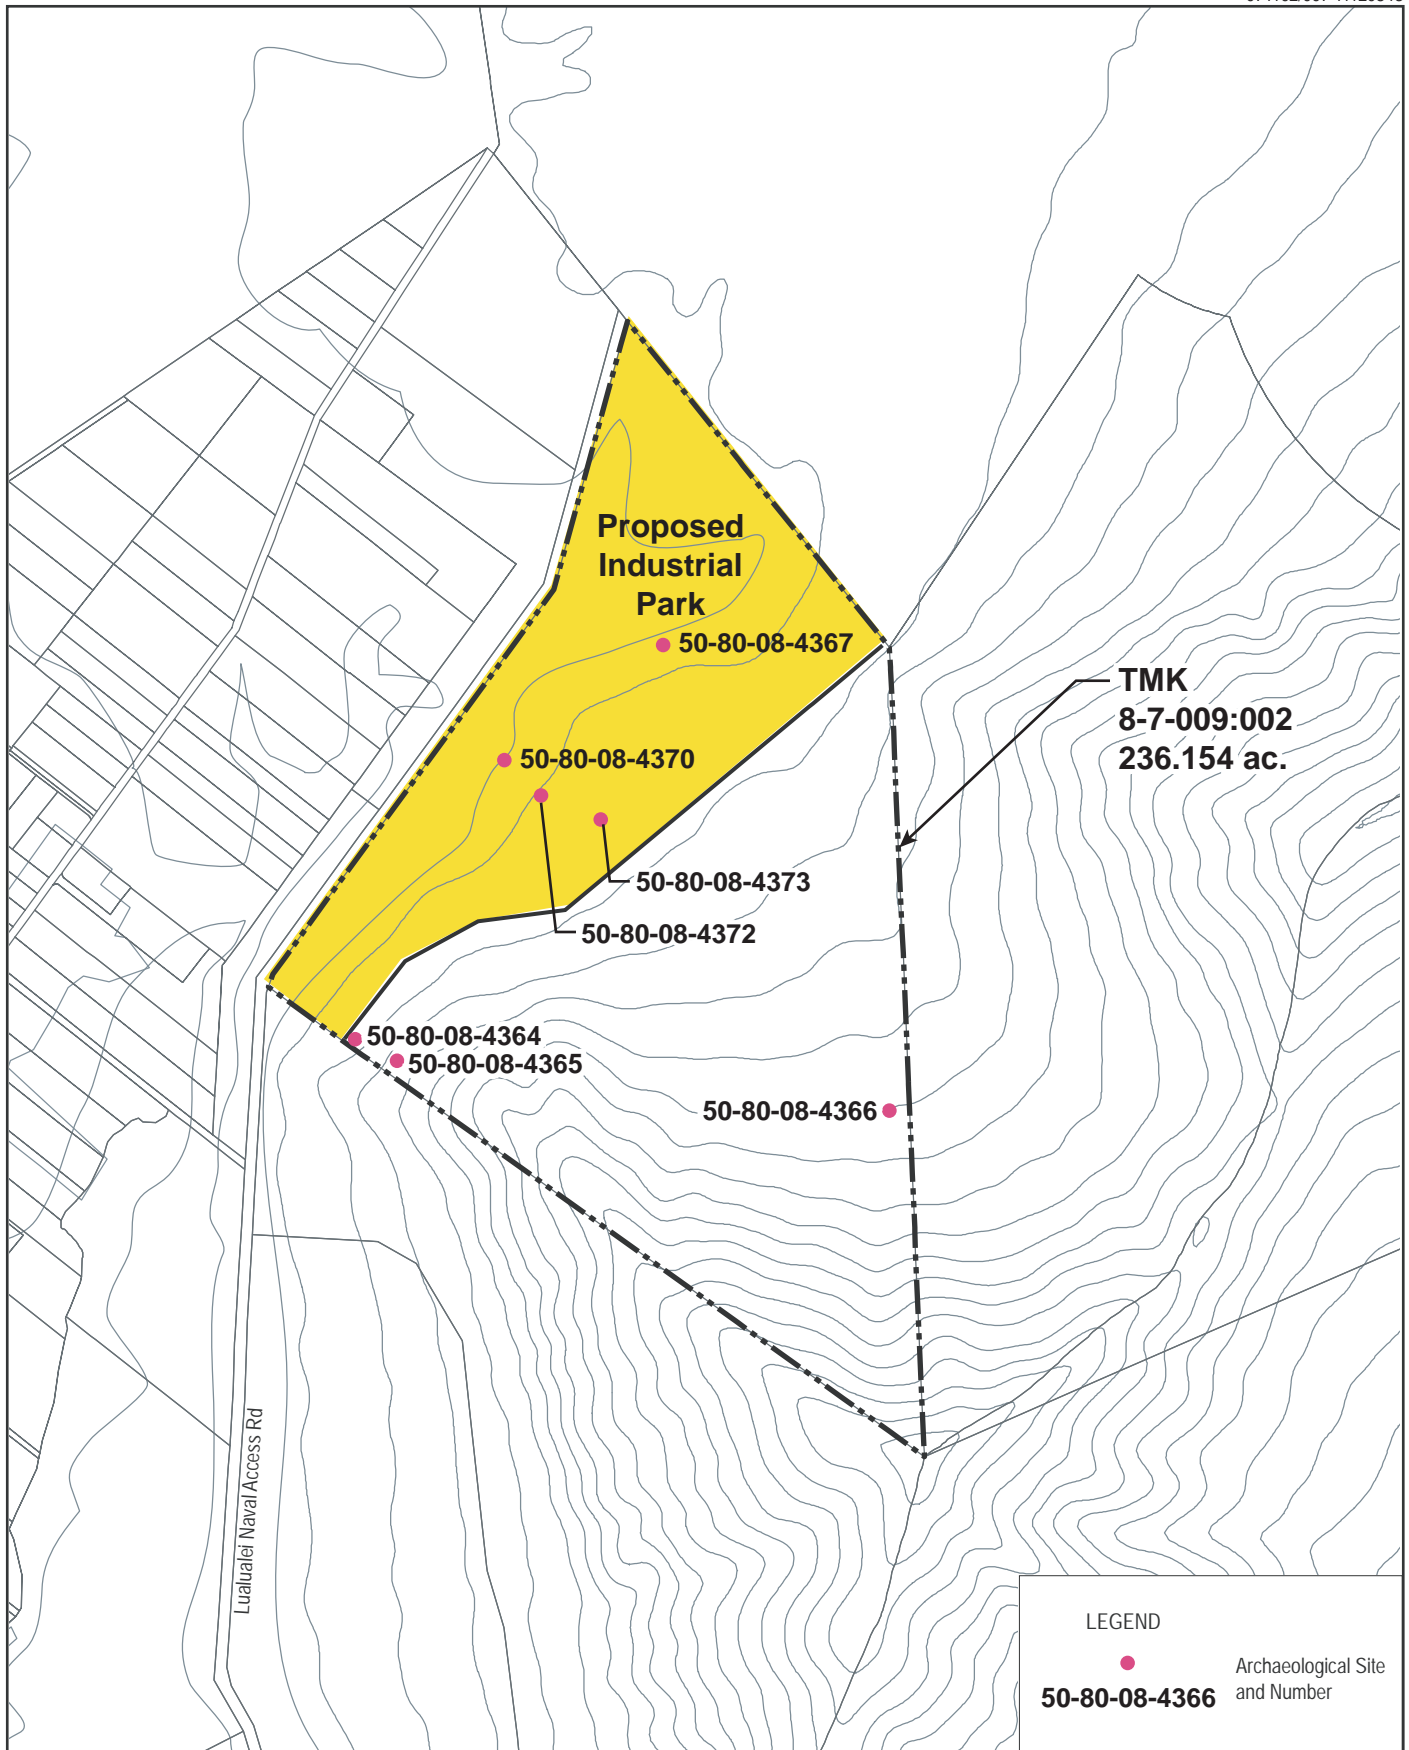 Proposed
Industrial
Park
50-80-08-4367
TMK
8-7-009:002
236.154 ac.
50-80-08-4370
50-80-08-4373
50-80-08-4372
50-80-08-4364
50-80-08-4365
50-80-08-4366
Lualualei Naval Access Rd
LEGEND
50-80-08-4366
Archaeological Site
and Number